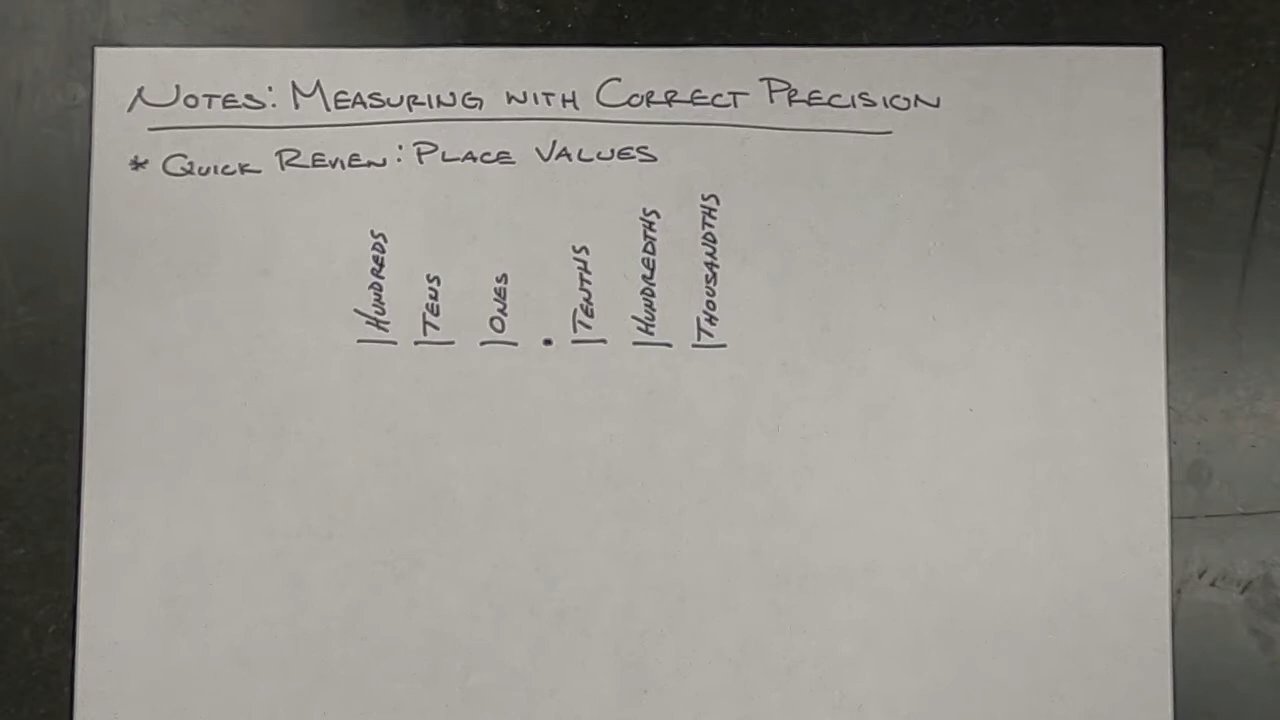 NOTES: MEASURING WITH CORRECT PRECISION
* QUICK REVIEW: PLACE VALUES
HUNDREDS
TENS
ONES
.
TENTHS
HUNDREDTHS
THOUSANDTHS